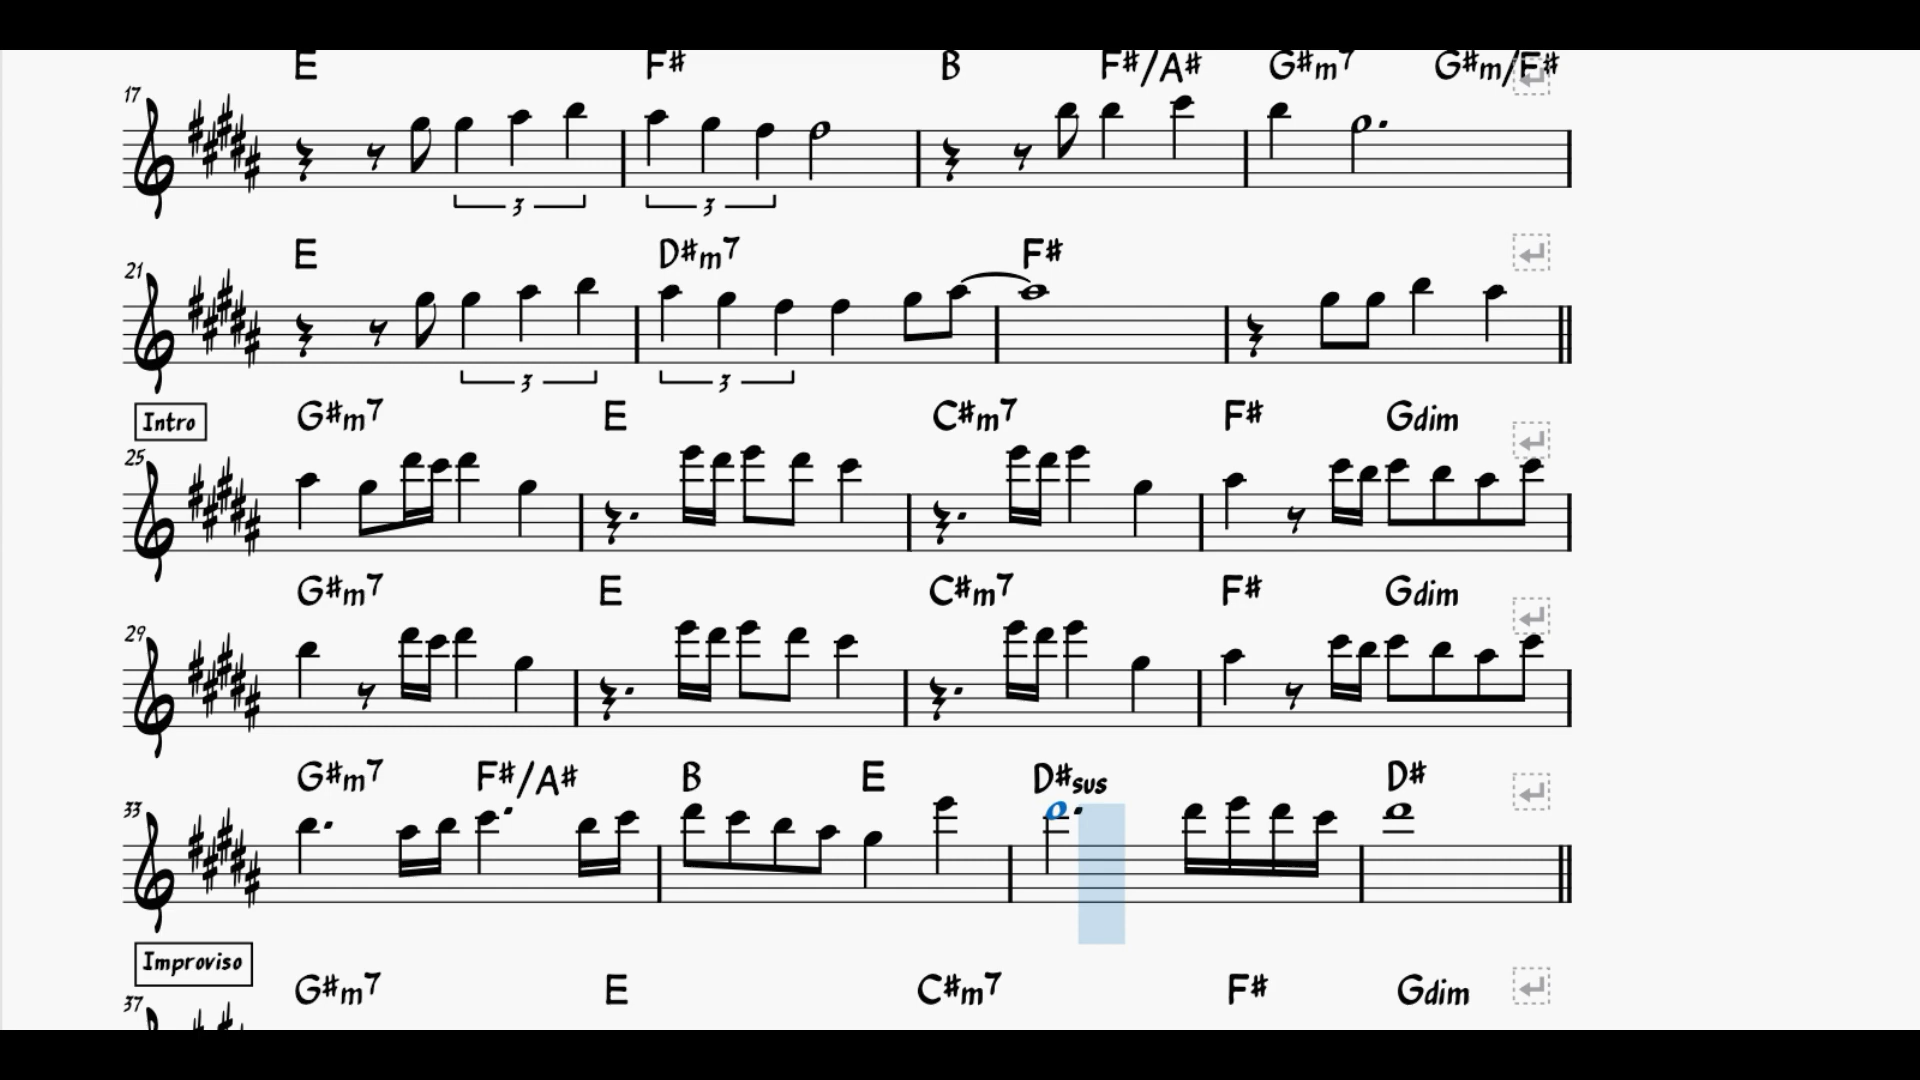 E F# B F#/A# G#m7 G#m/F#
17
3 3
E D#m7 F#
21
3 3
Intro G#m7 E C#m7 F# Gdim
25
G#m7 E C#m7 F# Gdim
29
G#m7 F#/A# B E D#sus D#
33
Improviso
G#m7 E C#m7 F# Gdim
37